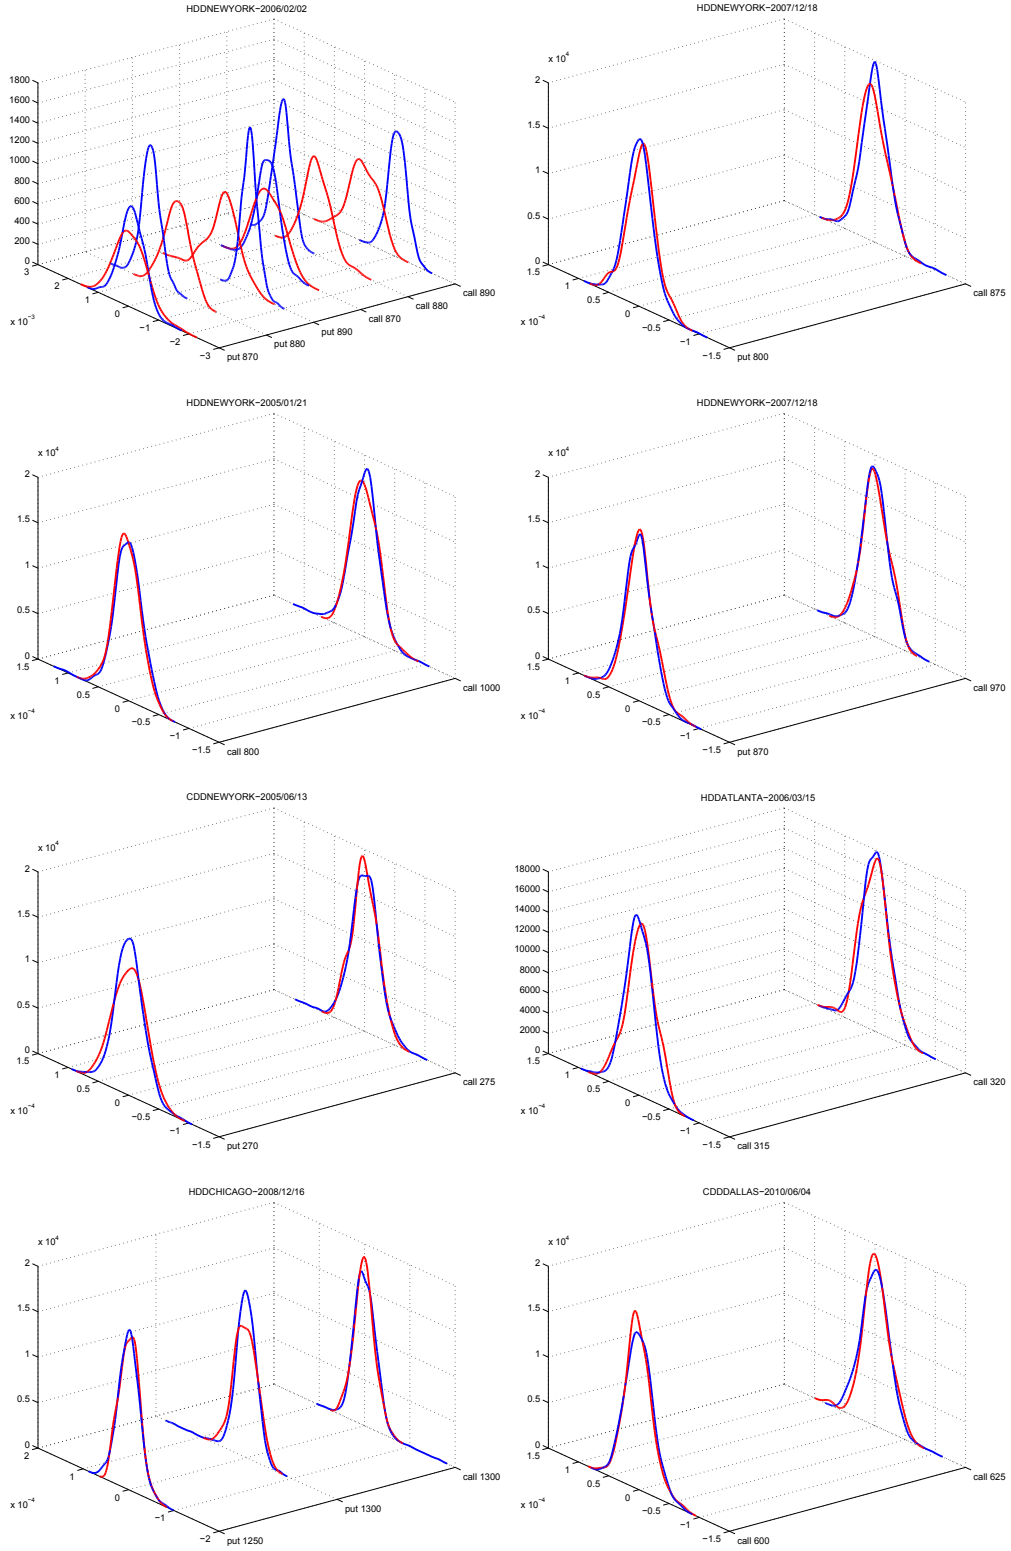 HDDNEWYORK−2006/02/02
1800
1600
1400
1200
1000
800
600
400
200
0
3
2
1
0
−1
−2
−3
x 10−3
put 870
put 880
put 890
call 870
call 880
call 890
HDDNEWYORK−2007/12/18
x 10^4
2
1.5
1
0.5
0
1.5
1
0.5
0
−0.5
−1
−1.5
x 10−4
put 800
call 875
HDDNEWYORK−2005/01/21
x 10^4
2
1.5
1
0.5
0
1.5
1
0.5
0
−0.5
−1
−1.5
x 10−4
call 800
call 1000
HDDNEWYORK−2007/12/18
x 10^4
2
1.5
1
0.5
0
1.5
1
0.5
0
−0.5
−1
−1.5
x 10−4
put 870
call 970
CDDNEWYORK−2005/06/13
x 10^4
2
1.5
1
0.5
0
1.5
1
0.5
0
−0.5
−1
−1.5
x 10−4
put 270
call 275
HDDATLANTA−2006/03/15
18000
16000
14000
12000
10000
8000
6000
4000
2000
0
1.5
1
0.5
0
−0.5
−1
−1.5
x 10−4
call 315
call 320
HDDCHICAGO−2008/12/16
x 10^4
2
1.5
1
0.5
0
2
1
0
−1
−2
x 10−4
put 1250
put 1300
call 1300
CDDDALLAS−2010/06/04
x 10^4
2
1.5
1
0.5
0
1.5
1
0.5
0
−0.5
−1
−1.5
x 10−4
call 600
call 625